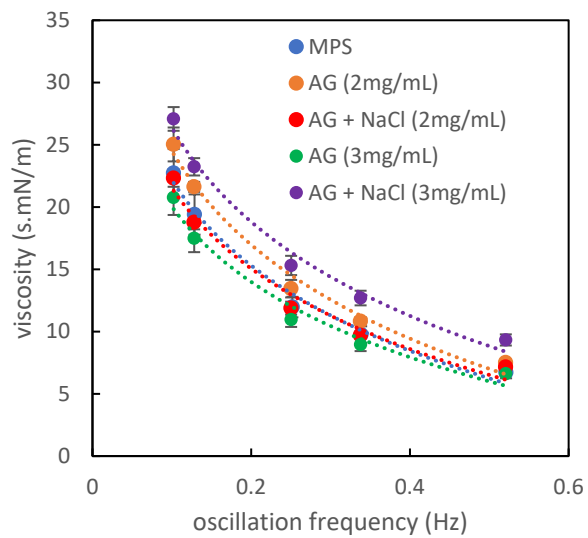 35
30
25
20
15
10
5
0
viscosity (s.mN/m)
MPS
AG (2mg/mL)
AG + NaCl (2mg/mL)
AG (3mg/mL)
AG + NaCl (3mg/mL)
0
0.2
0.4
0.6
oscillation frequency (Hz)